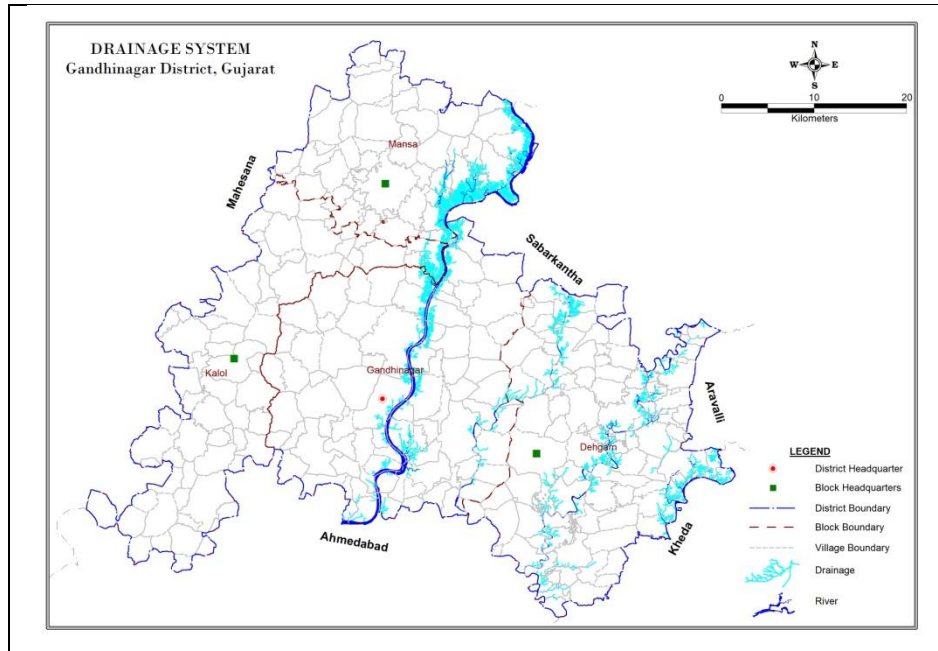 DRAINAGE SYSTEM
Gandhinagar District, Gujarat
N
W E
S
0 10 20
Kilometers
Mansa
Mahesana
Sabarkantha
Kalol
Gandhinagar
Aravalli
Dehgam
Ahmedabad
Kheda
LEGEND
District Headquarter
Block Headquarters
District Boundary
Block Boundary
Village Boundary
Drainage
River